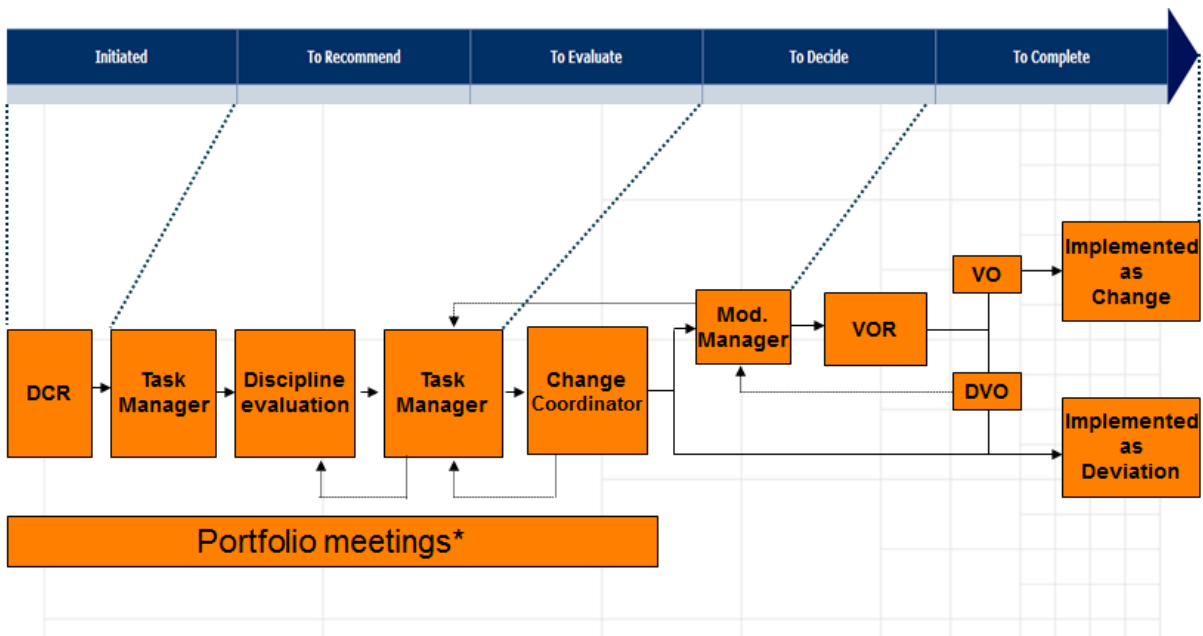 Initiated
To Recommend
To Evaluate
To Decide
To Complete
Implemented
as
Change
VO
Mod.
Manager
VOR
DCR
Task
Manager
Discipline
evaluation
Task
Manager
Change
Coordinator
DVO
Implemented
as
Deviation
Portfolio meetings*